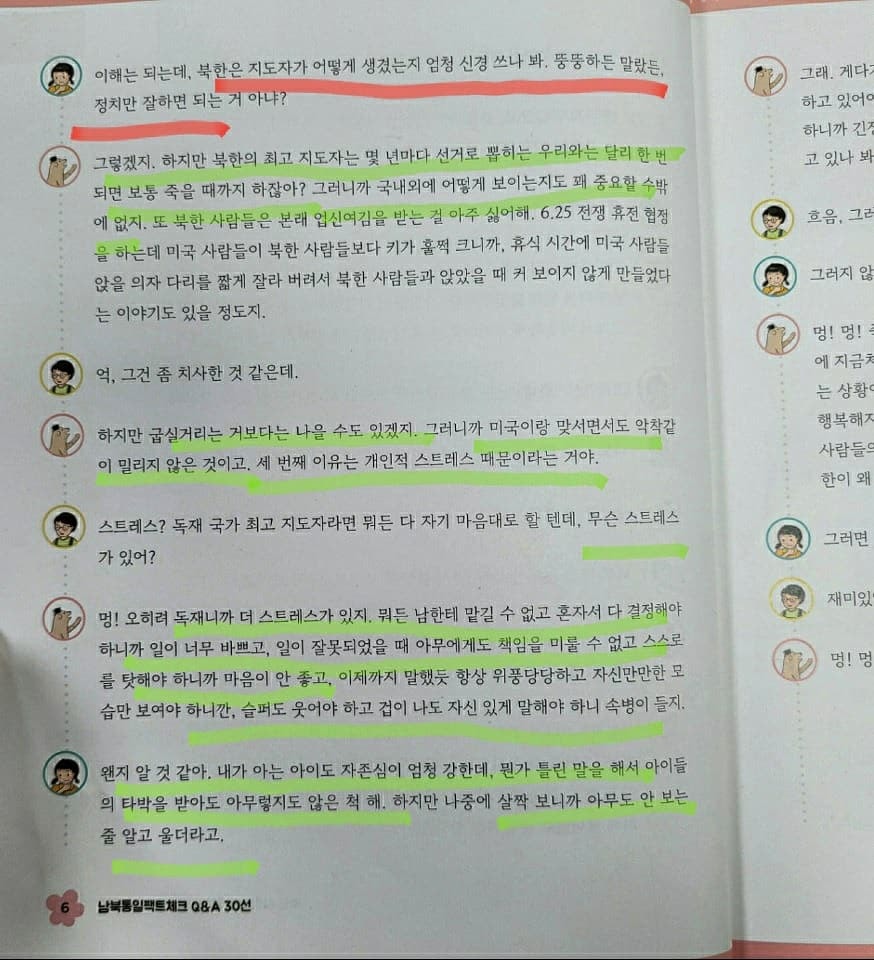 이해는 되는데, 북한은 지도자가 어떻게 생겼는지 엄청 신경 쓰나 봐. 뚱뚱하든 말랐든,
정치만 잘하면 되는 거 아냐?
그렇겠지. 하지만 북한의 최고 지도자는 몇 년마다 선거로 뽑히는 우리와는 달리 한 번
되면 보통 죽을 때까지 하잖아? 그러니까 국내외에 어떻게 보이는지도 꽤 중요할 수밖
에 없지. 또 북한 사람들은 본래 업신여김을 받는 걸 아주 싫어해. 6.25 전쟁 휴전 협정
을 하는데 미국 사람들이 북한 사람들보다 키가 훌쩍 크니까, 휴식 시간에 미국 사람들
앉을 의자 다리를 짧게 잘라 버려서 북한 사람들과 앉았을 때 커 보이지 않게 만들었다
는 이야기도 있을 정도지.
억, 그건 좀 치사한 것 같은데.
하지만 굽실거리는 거보다는 나을 수도 있겠지. 그러니까 미국이랑 맞서면서도 악착같
이 밀리지 않은 것이고. 세 번째 이유는 개인적 스트레스 때문이라는 거야.
스트레스? 독재 국가 최고 지도자라면 뭐든 다 자기 마음대로 할 텐데, 무슨 스트레스
가 있어?
멍! 오히려 독재니까 더 스트레스가 있지. 뭐든 남한테 맡길 수 없고 혼자서 다 결정해야
하니까 일이 너무 바쁘고, 일이 잘못되었을 때 아무에게도 책임을 미룰 수 없고 스스로
를 탓해야 하니까 마음이 안 좋고, 이제까지 말했듯 항상 위풍당당하고 자신만만한 모
습만 보여야 하니깐, 슬퍼도 웃어야 하고 겁이 나도 자신 있게 말해야 하니 속병이 들지.
왠지 알 것 같아. 내가 아는 아이도 자존심이 엄청 강한데, 뭔가 틀린 말을 해서 아이들
의 타박을 받아도 아무렇지도 않은 척 해. 하지만 나중에 살짝 보니까 아무도 안 보는
줄 알고 울더라고.
6 남북통일팩트체크 Q&A 30선
그래. 게다가
하고 있어
하니까 긴
고 있나 봐
흐음, 그
그러지 않
멍! 멍!
에 지금
는 상황
행복해지
사람들의
한이 왜
그러면
재미있
멍! 멍